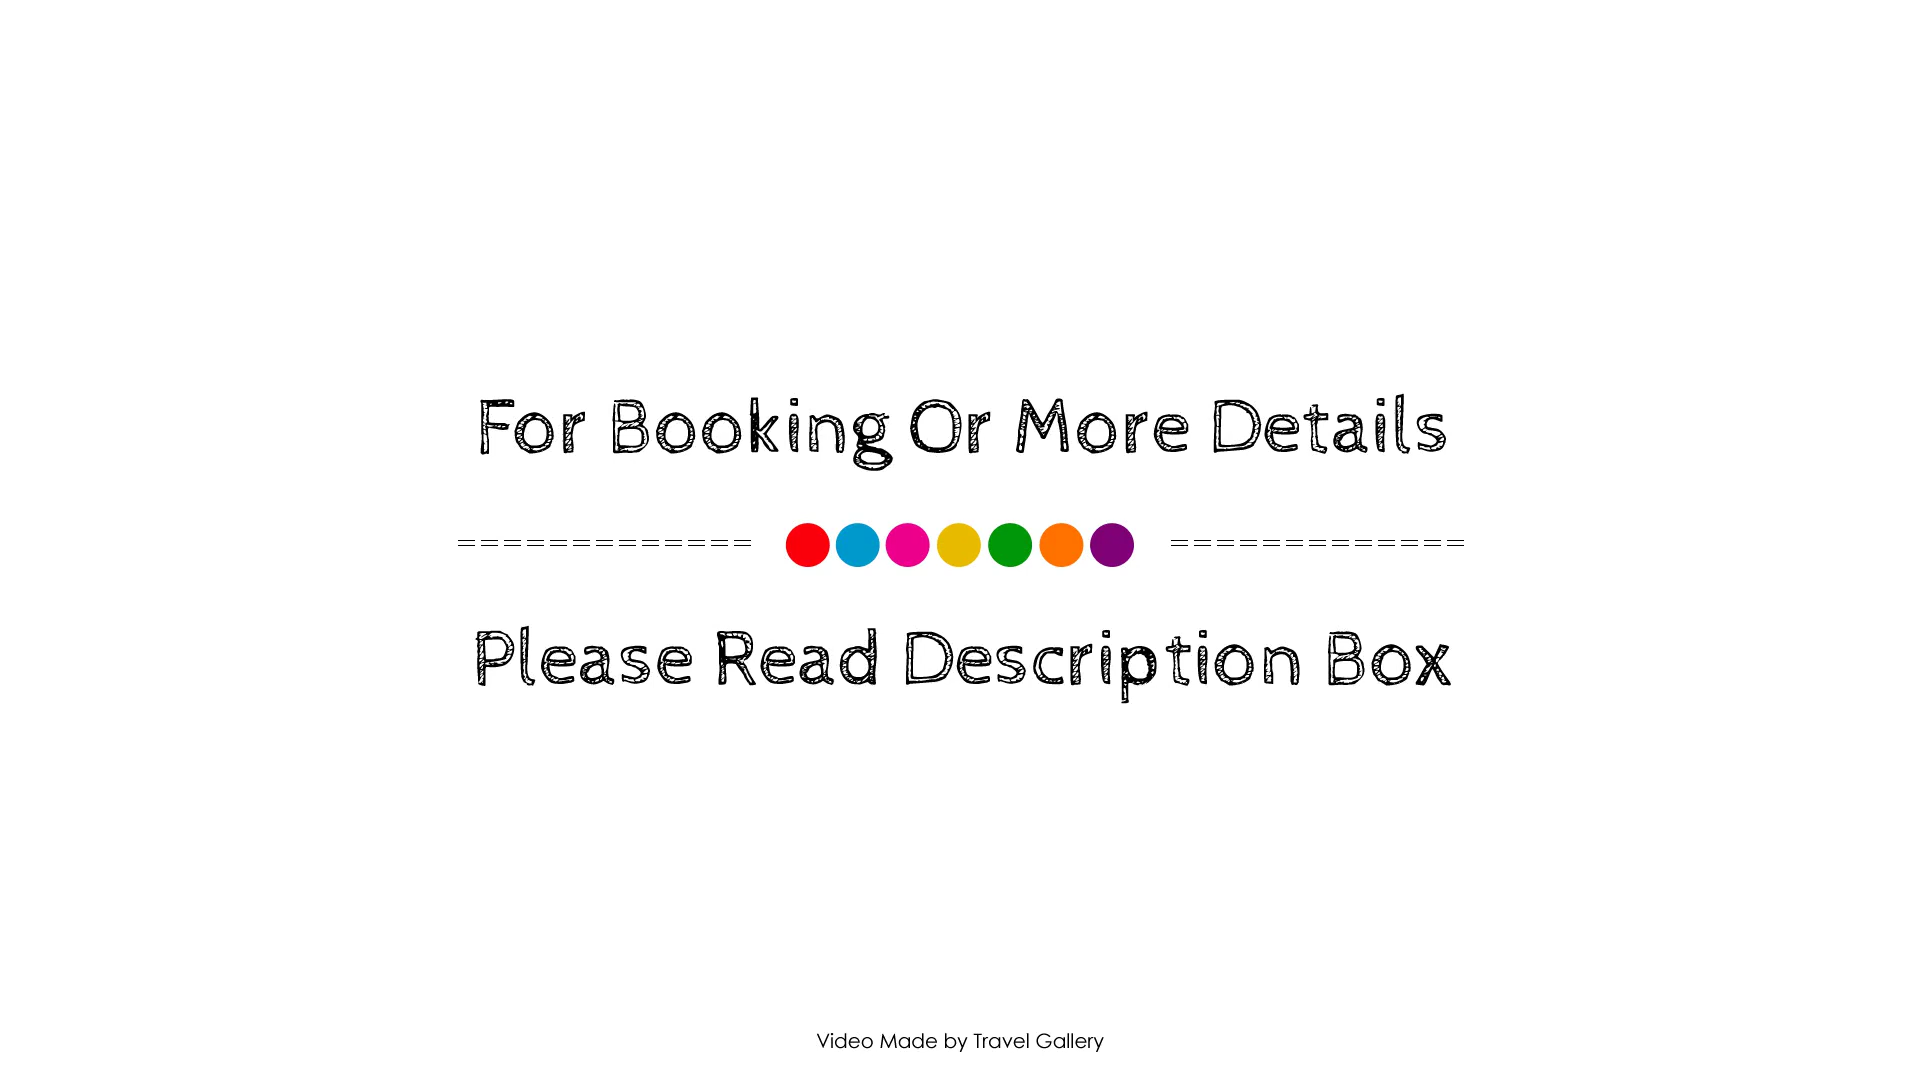 For Booking Or More Details
============= =============
Please Read Description Box
Video Made by Travel Gallery